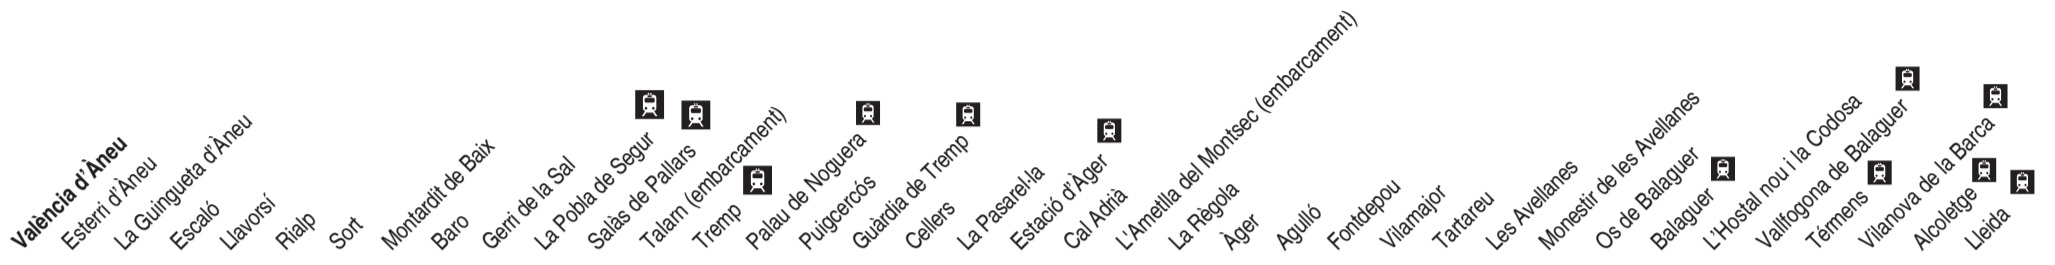 València d'Àneu
Esterri d'Àneu
La Guingueta d'Àneu
Escaló
Llavorsí
Rialp
Sort
Montardit de Baix
Baro
Gerri de la Sal
La Pobla de Segur
Salàs de Pallars
Talarn (embarcament)
Tremp
Palau de Noguera
Puigcercós
Guàrdia de Tremp
Cellers
La Pasarel·la
Estació d'Àger
Cal Adrià
L'Ametlla del Montsec (embarcament)
La Règola
Àger
Agulló
Fontdepou
Vilamajor
Tartareu
Les Avellanes
Monestir de les Avellanes
Os de Balaguer
Balaguer
L'Hostal nou i la Codosa
Vallfogona de Balaguer
Térmens
Vilanova de la Barca
Alcoletge
Lleida